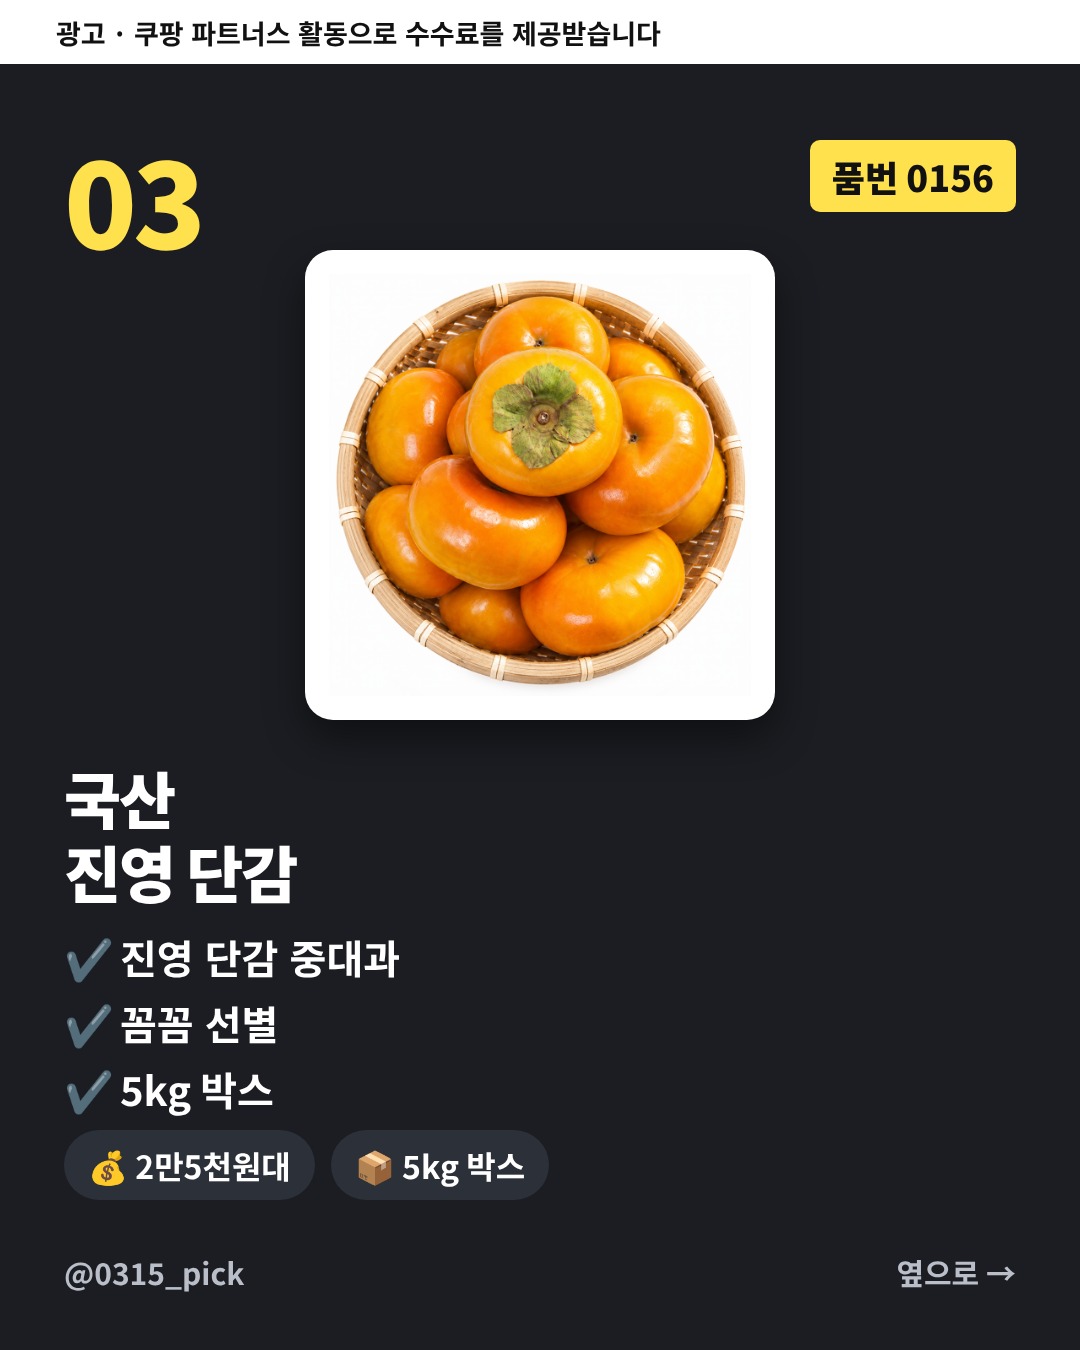 광고 · 쿠팡 파트너스 활동으로 수수료를 제공받습니다
03
품번 0156
국산
진영 단감
✔️ 진영 단감 중대과
✔️ 꼼꼼 선별
✔️ 5kg 박스
💰 2만5천원대
📦 5kg 박스
@0315_pick
옆으로 →